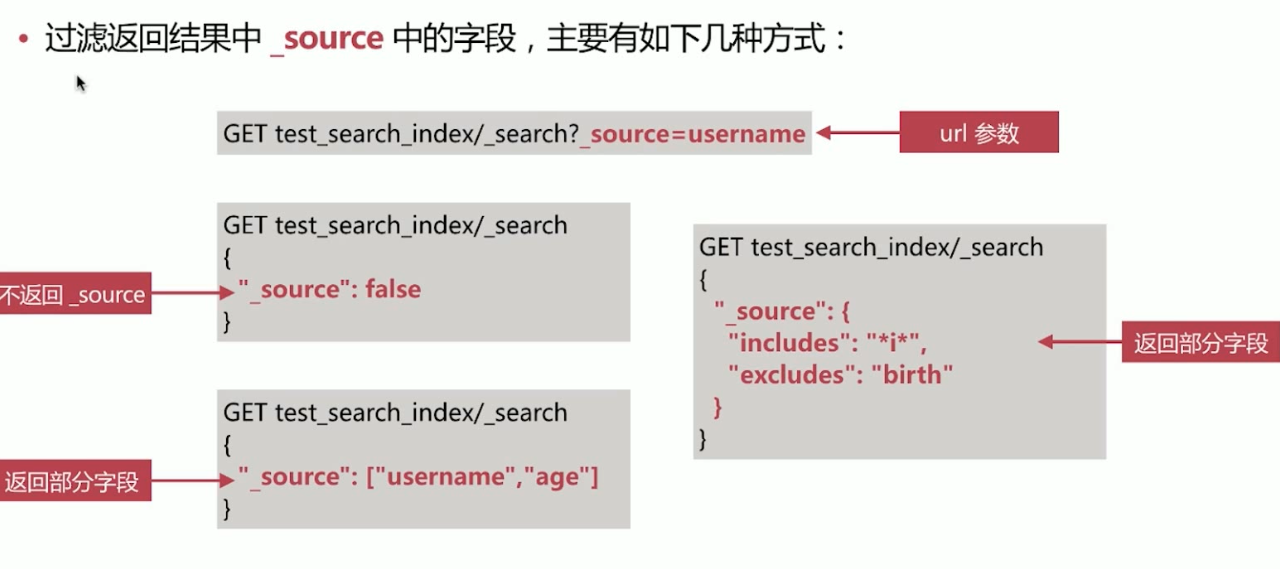 • 过滤返回结果中 _source 中的字段，主要有如下几种方式：
GET test_search_index/_search?_source=username
url 参数
GET test_search_index/_search
{
"_source": false
}
不返回 _source
GET test_search_index/_search
{
"_source": {
"includes": "*i*",
"excludes": "birth"
}
}
返回部分字段
GET test_search_index/_search
{
"_source": ["username","age"]
}
返回部分字段